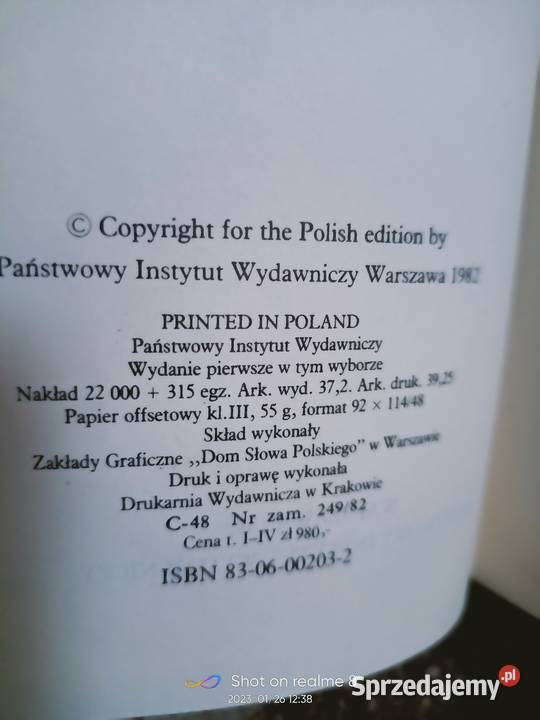 © Copyright for the Polish edition by
Państwowy Instytut Wydawniczy Warszawa 1982
PRINTED IN POLAND
Państwowy Instytut Wydawniczy
Wydanie pierwsze w tym wyborze
Nakład 22 000 + 315 egz. Ark. wyd. 37,2. Ark. druk. 39,25
Papier offsetowy kl.III, 55 g, format 92 × 114/48
Skład wykonały
Zakłady Graficzne „Dom Słowa Polskiego” w Warszawie
Druk i oprawę wykonała
Drukarnia Wydawnicza w Krakowie
C-48 Nr zam. 249/82
Cena t. I–IV zł 980,-
ISBN 83-06-00203-2
Shot on realme 8
2023.01.26 12:38
Sprzedajemy.pl